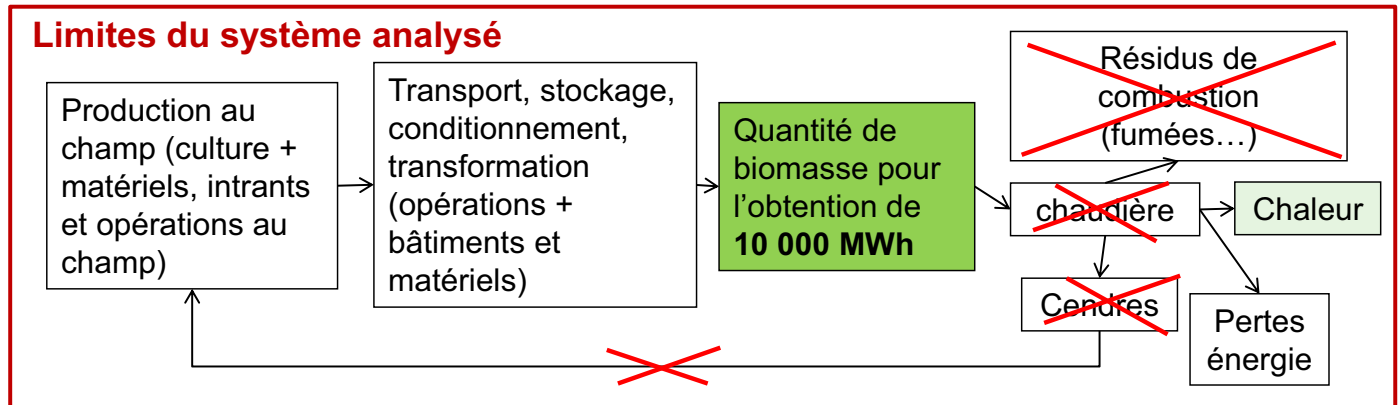 Limites du système analysé
Production au
champ (culture +
matériels, intrants
et opérations au
champ)
Transport, stockage,
conditionnement,
transformation
(opérations +
bâtiments et
matériels)
Quantité de
biomasse pour
l’obtention de
10 000 MWh
Résidus de
combustion
(fumées…)
chaudière
Chaleur
Cendres
Pertes
énergie